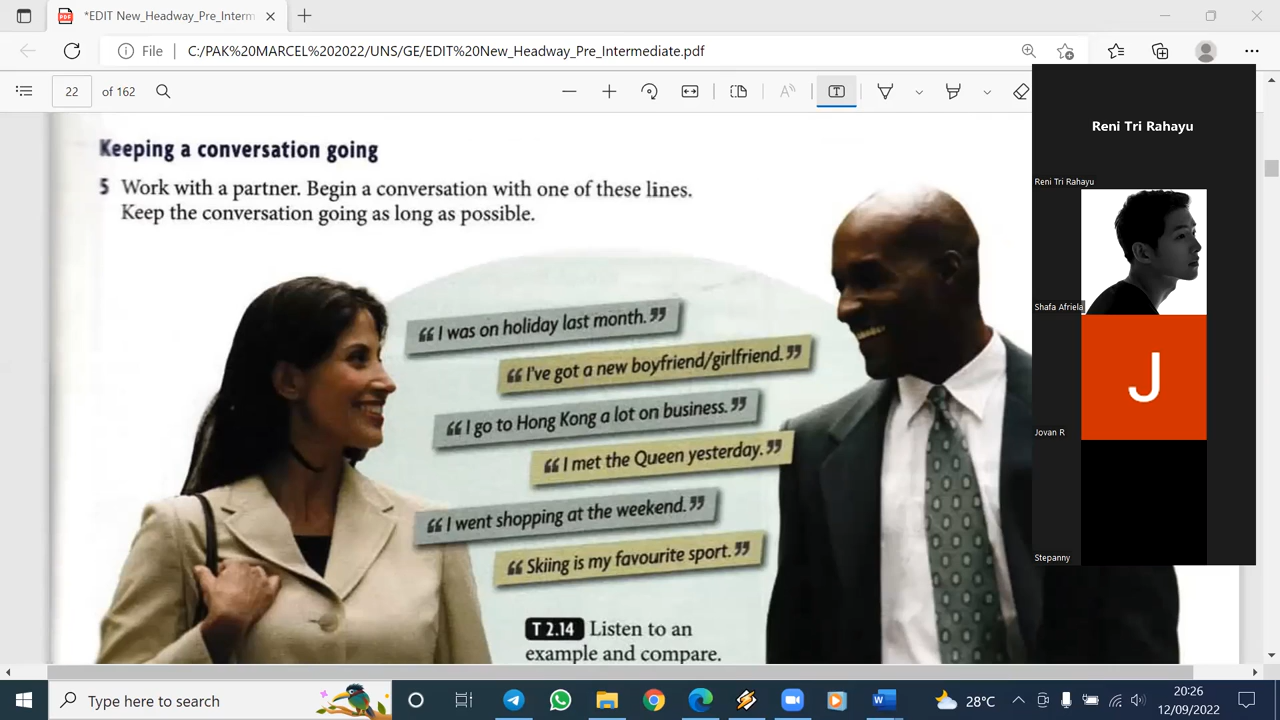 *EDIT New_Headway_Pre_Interm
File
C:/PAK%20MARCEL%202022/UNS/GE/EDIT%20New_Headway_Pre_Intermediate.pdf
22
of 162
Keeping a conversation going
5 Work with a partner. Begin a conversation with one of these lines.
Keep the conversation going as long as possible.
“ I was on holiday last month. ”
“ I've got a new boyfriend/girlfriend. ”
“ I go to Hong Kong a lot on business. ”
“ I met the Queen yesterday. ”
“ I went shopping at the weekend. ”
“ Skiing is my favourite sport. ”
T 2.14 Listen to an
example and compare.
Reni Tri Rahayu
Reni Tri Rahayu
Shafa Afriela
J
Jovan R
Stepanny
Type here to search
28°C
20:26
12/09/2022